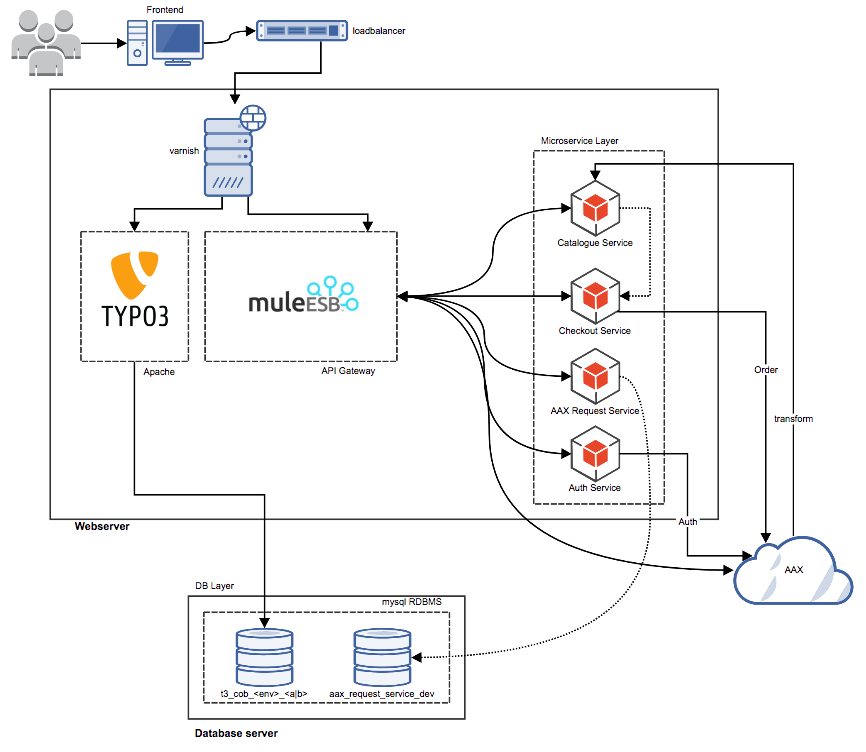 Frontend
loadbalancer
varnish
Microservice Layer
Catalogue Service
TYPO3
muleESB
Checkout Service
Apache
API Gateway
Order
AAX Request Service
transform
Auth Service
Auth
Webserver
AAX
DB Layer
mysql RDBMS
t3_cob_<env>_<a|b>
aax_request_service_dev
Database server